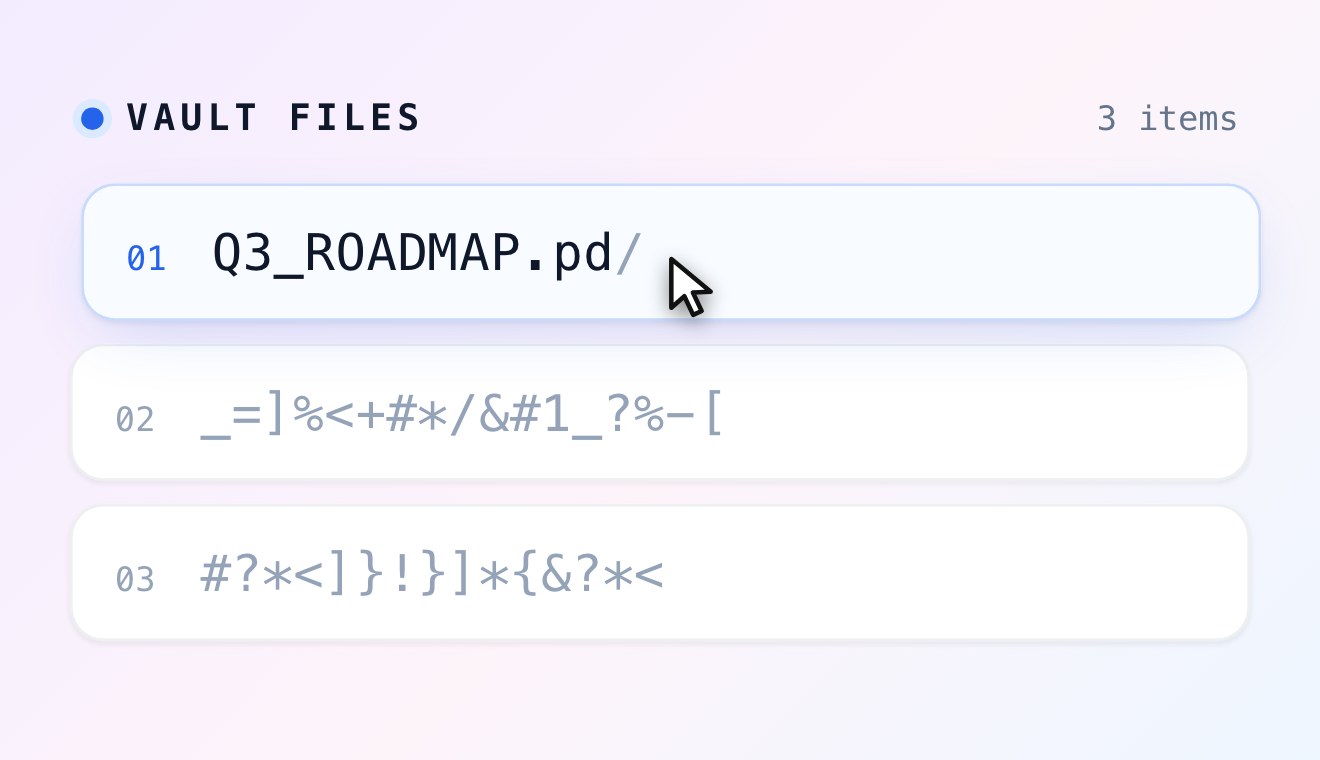 VAULT FILES
3 items
01 Q3_ROADMAP.pd/
02 _=]%<+#*/&#1_?%−[
03 #?*<]}!}]*{&?*<